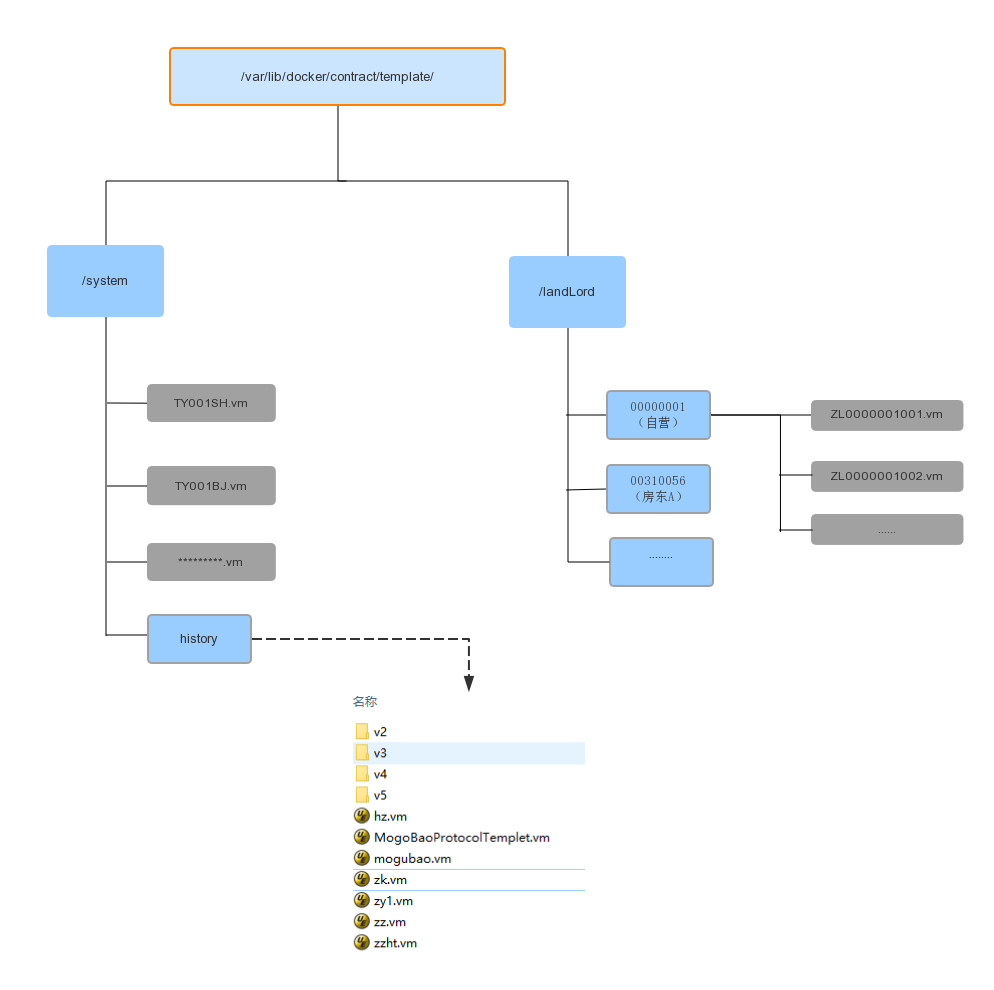 /var/lib/docker/contract/template/
/system
/landLord
TY001SH.vm
TY001BJ.vm
*********.vm
history
00000001
（自营）
00310056
（房东A）
........
ZL0000001001.vm
ZL0000001002.vm
......
名称
v2
v3
v4
v5
hz.vm
MogoBaoProtocolTemplet.vm
mogubao.vm
zk.vm
zy1.vm
zz.vm
zzht.vm